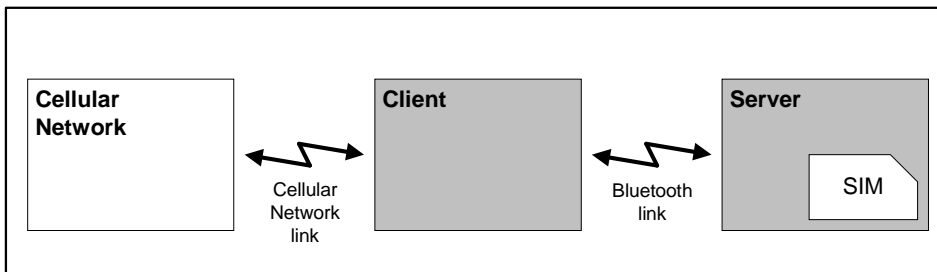 Cellular
Network
Client
Server
SIM
Cellular
Network
link
Bluetooth
link